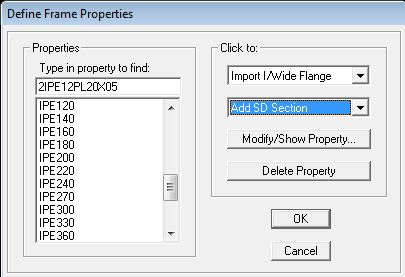 Define Frame Properties
Properties
Type in property to find:
2IPE12PL20X05
IPE120
IPE140
IPE160
IPE180
IPE200
IPE220
IPE240
IPE270
IPE300
IPE330
IPE360
Click to:
Import I/Wide Flange
Add SD Section
Modify/Show Property...
Delete Property
OK
Cancel